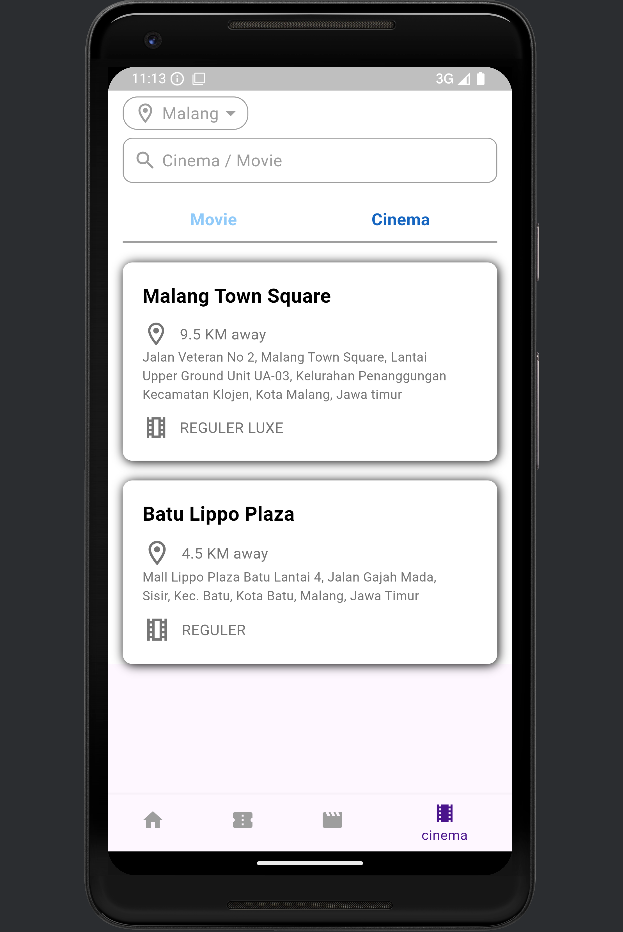 11:13
3G
Malang
Cinema / Movie
Movie
Cinema
Malang Town Square
9.5 KM away
Jalan Veteran No 2, Malang Town Square, Lantai
Upper Ground Unit UA-03, Kelurahan Penanggungan
Kecamatan Klojen, Kota Malang, Jawa timur
REGULER LUXE
Batu Lippo Plaza
4.5 KM away
Mall Lippo Plaza Batu Lantai 4, Jalan Gajah Mada,
Sisir, Kec. Batu, Kota Batu, Malang, Jawa Timur
REGULER
cinema